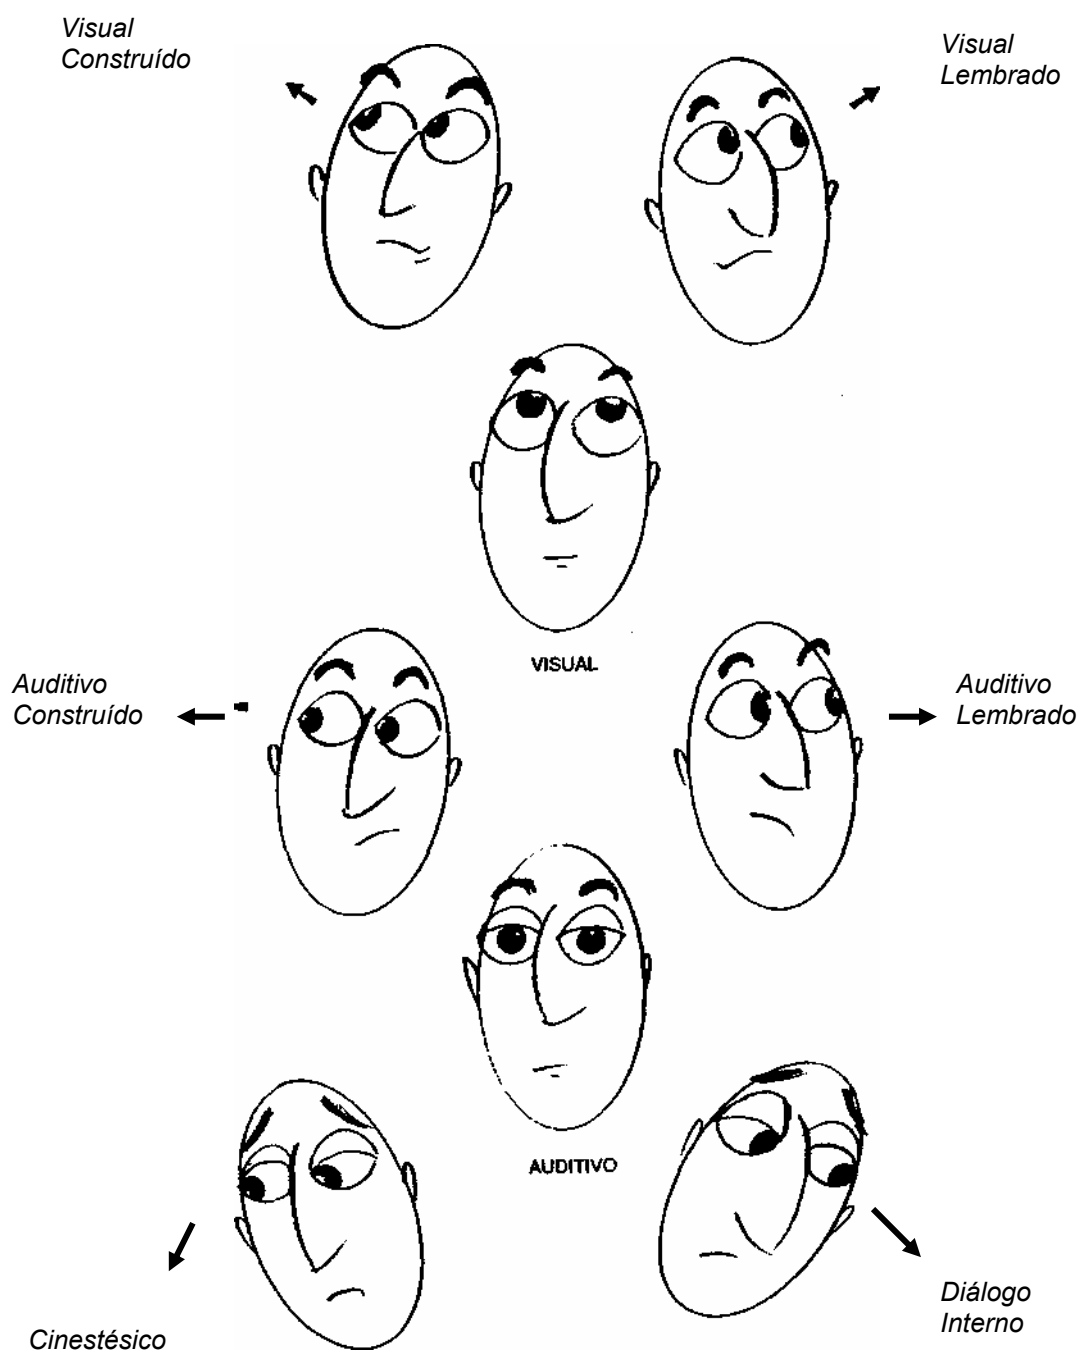 Visual
Construído
Visual
Lembrado
VISUAL
Auditivo
Construído
Auditivo
Lembrado
AUDITIVO
Cinestésico
Diálogo
Interno